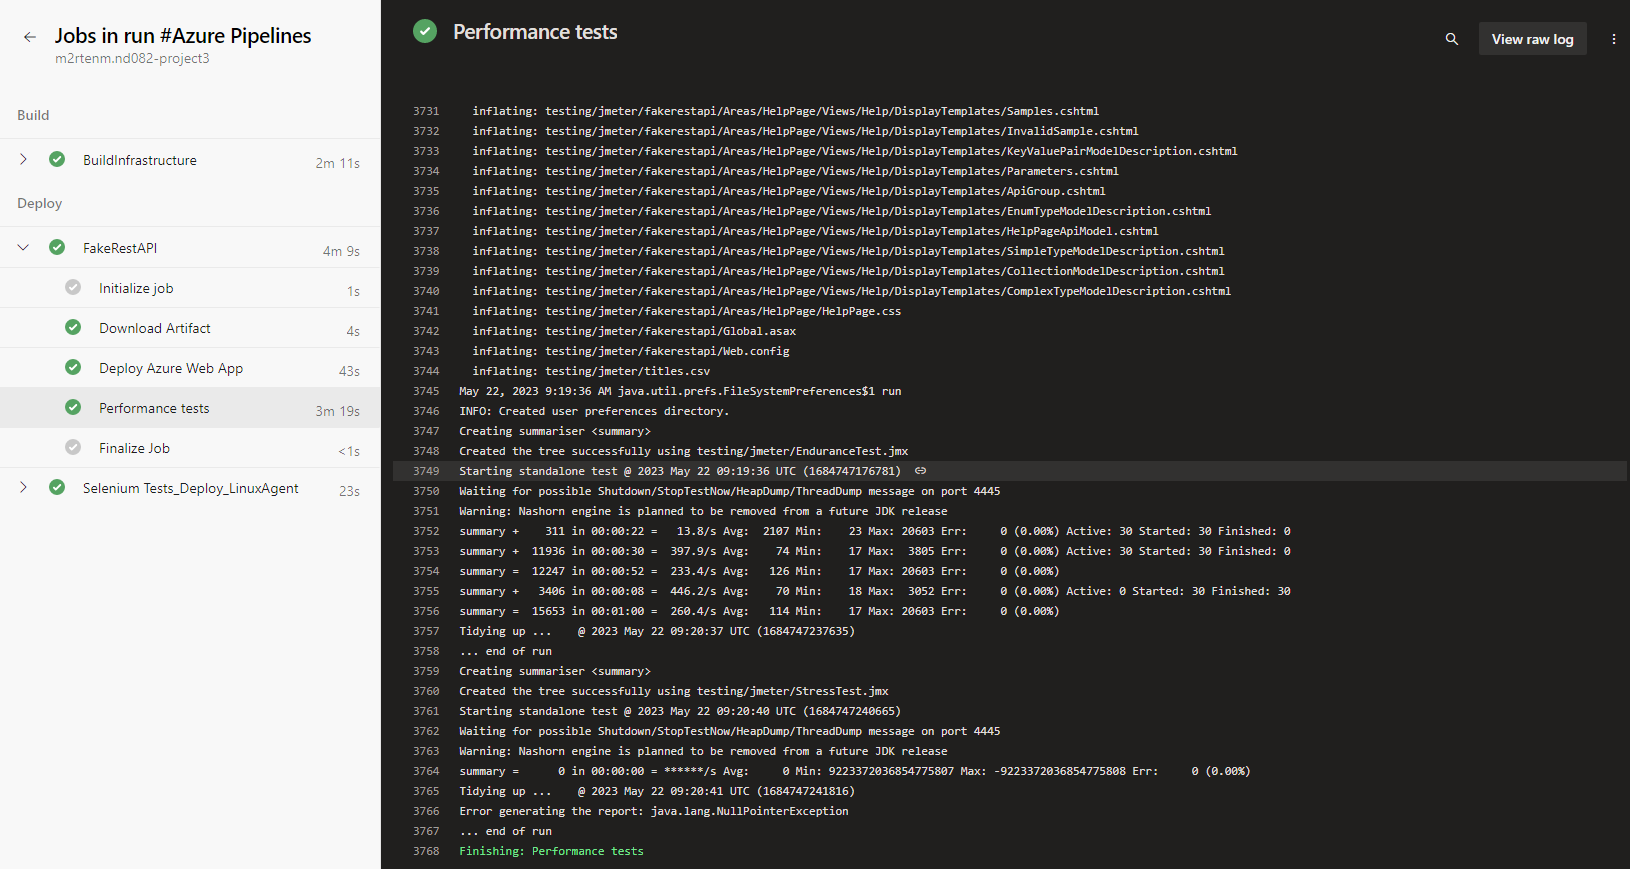 Jobs in run #Azure Pipelines
m2rtenm.nd082-project3
Build
BuildInfrastructure 2m 11s
Deploy
FakeRestAPI 4m 9s
Initialize job 1s
Download Artifact 4s
Deploy Azure Web App 43s
Performance tests 3m 19s
Finalize Job <1s
Selenium Tests_Deploy_LinuxAgent 23s
Performance tests
View raw log
3731 inflating: testing/jmeter/fakerestapi/Areas/HelpPage/Views/Help/DisplayTemplates/Samples.cshtml
3732 inflating: testing/jmeter/fakerestapi/Areas/HelpPage/Views/Help/DisplayTemplates/InvalidSample.cshtml
3733 inflating: testing/jmeter/fakerestapi/Areas/HelpPage/Views/Help/DisplayTemplates/KeyValuePairModelDescription.cshtml
3734 inflating: testing/jmeter/fakerestapi/Areas/HelpPage/Views/Help/DisplayTemplates/Parameters.cshtml
3735 inflating: testing/jmeter/fakerestapi/Areas/HelpPage/Views/Help/DisplayTemplates/ApiGroup.cshtml
3736 inflating: testing/jmeter/fakerestapi/Areas/HelpPage/Views/Help/DisplayTemplates/EnumTypeModelDescription.cshtml
3737 inflating: testing/jmeter/fakerestapi/Areas/HelpPage/Views/Help/DisplayTemplates/HelpPageApiModel.cshtml
3738 inflating: testing/jmeter/fakerestapi/Areas/HelpPage/Views/Help/DisplayTemplates/SimpleTypeModelDescription.cshtml
3739 inflating: testing/jmeter/fakerestapi/Areas/HelpPage/Views/Help/DisplayTemplates/CollectionModelDescription.cshtml
3740 inflating: testing/jmeter/fakerestapi/Areas/HelpPage/Views/Help/DisplayTemplates/ComplexTypeModelDescription.cshtml
3741 inflating: testing/jmeter/fakerestapi/Areas/HelpPage/HelpPage.css
3742 inflating: testing/jmeter/fakerestapi/Global.asax
3743 inflating: testing/jmeter/fakerestapi/Web.config
3744 inflating: testing/jmeter/titles.csv
3745 May 22, 2023 9:19:36 AM java.util.prefs.FileSystemPreferences$1 run
3746 INFO: Created user preferences directory.
3747 Creating summariser <summary>
3748 Created the tree successfully using testing/jmeter/EnduranceTest.jmx
3749 Starting standalone test @ 2023 May 22 09:19:36 UTC (1684747176781)
3750 Waiting for possible Shutdown/StopTestNow/HeapDump/ThreadDump message on port 4445
3751 Warning: Nashorn engine is planned to be removed from a future JDK release
3752 summary + 311 in 00:00:22 = 13.8/s Avg: 2107 Min: 23 Max: 20603 Err: 0 (0.00%) Active: 30 Started: 30 Finished: 0
3753 summary + 11936 in 00:00:30 = 397.9/s Avg: 74 Min: 17 Max: 3805 Err: 0 (0.00%) Active: 30 Started: 30 Finished: 0
3754 summary = 12247 in 00:00:52 = 233.4/s Avg: 126 Min: 17 Max: 20603 Err: 0 (0.00%)
3755 summary + 3406 in 00:00:08 = 446.2/s Avg: 70 Min: 18 Max: 3052 Err: 0 (0.00%) Active: 0 Started: 30 Finished: 30
3756 summary = 15653 in 00:01:00 = 260.4/s Avg: 114 Min: 17 Max: 20603 Err: 0 (0.00%)
3757 Tidying up ... @ 2023 May 22 09:20:37 UTC (1684747237635)
3758 ... end of run
3759 Creating summariser <summary>
3760 Created the tree successfully using testing/jmeter/StressTest.jmx
3761 Starting standalone test @ 2023 May 22 09:20:40 UTC (1684747240665)
3762 Waiting for possible Shutdown/StopTestNow/HeapDump/ThreadDump message on port 4445
3763 Warning: Nashorn engine is planned to be removed from a future JDK release
3764 summary = 0 in 00:00:00 = ******/s Avg: 0 Min: 9223372036854775807 Max: -9223372036854775808 Err: 0 (0.00%)
3765 Tidying up ... @ 2023 May 22 09:20:41 UTC (1684747241816)
3766 Error generating the report: java.lang.NullPointerException
3767 ... end of run
3768 Finishing: Performance tests